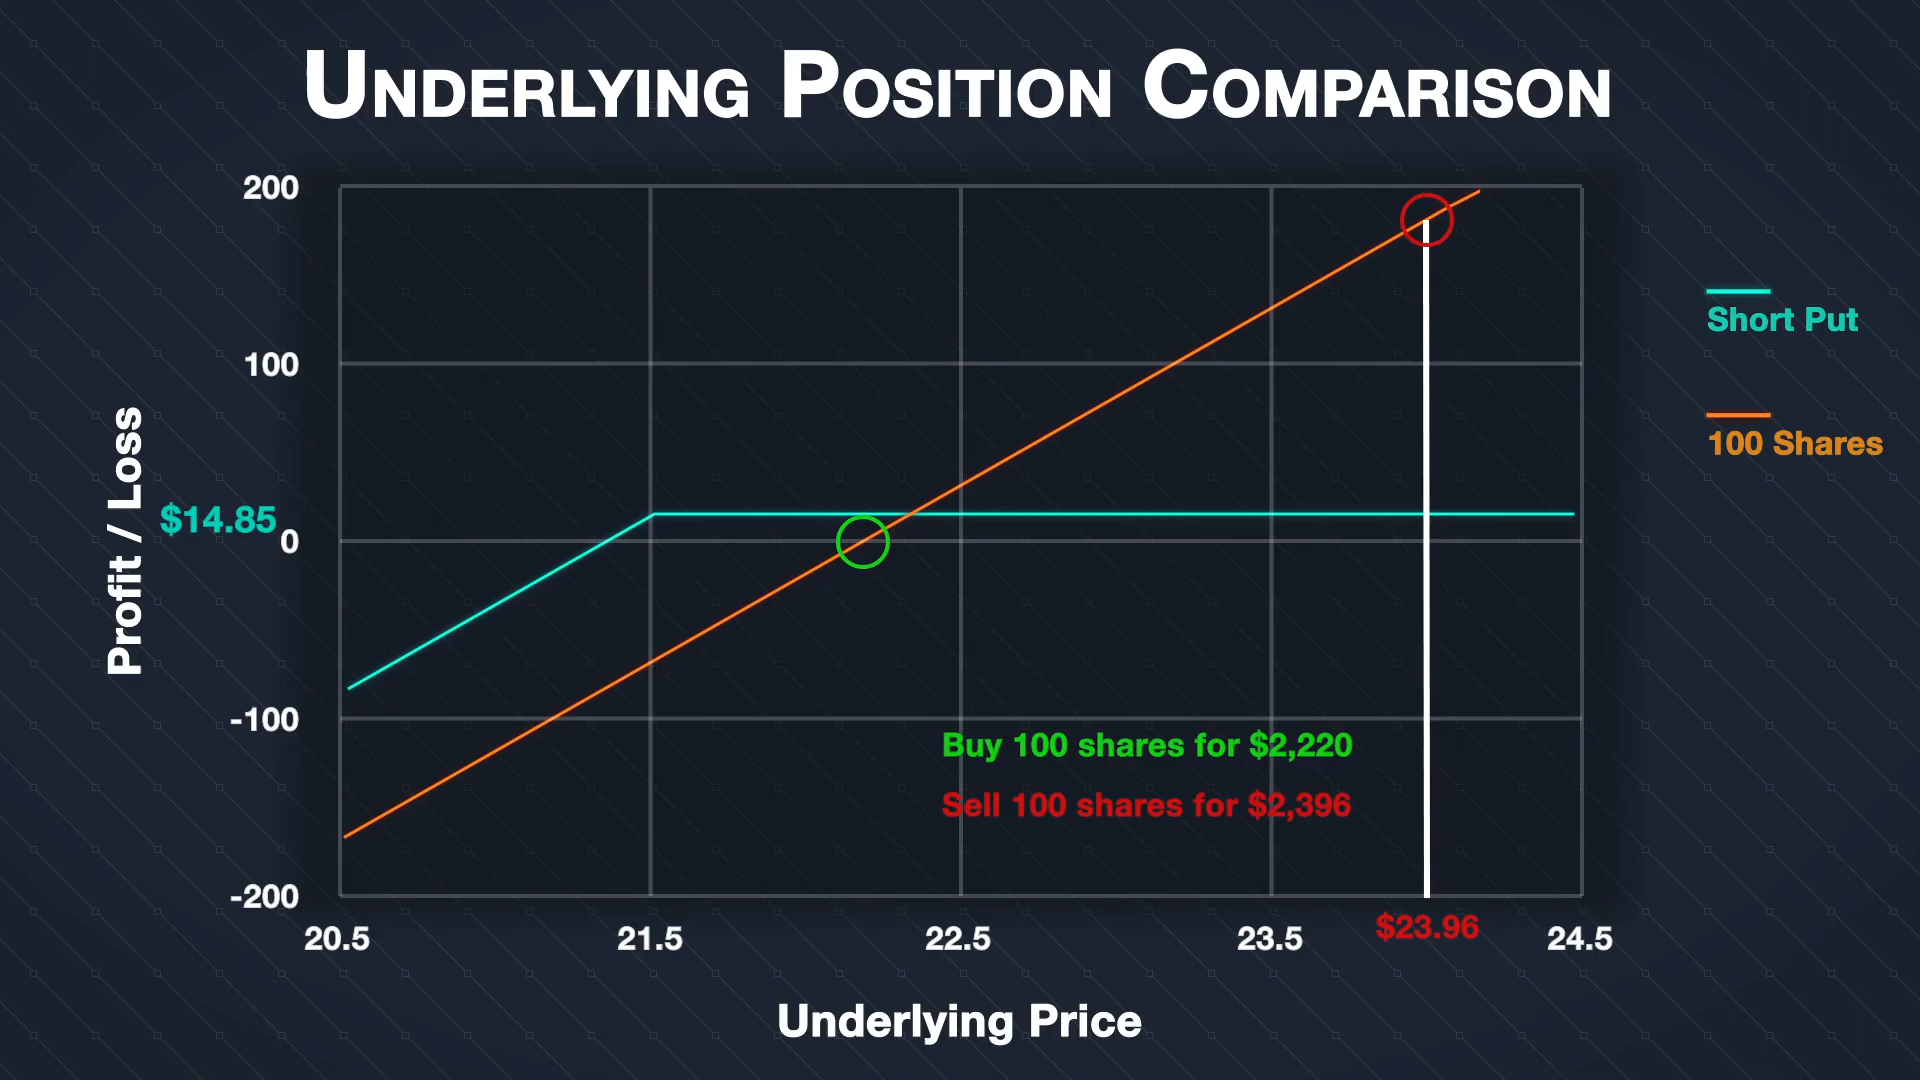 Underlying Position Comparison
200
100
$14.85
0
-100
-200
Profit / Loss
Short Put
100 Shares
Buy 100 shares for $2,220
Sell 100 shares for $2,396
20.5
21.5
22.5
23.5
$23.96
24.5
Underlying Price